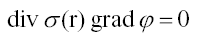 div σ(r) grad φ = 0